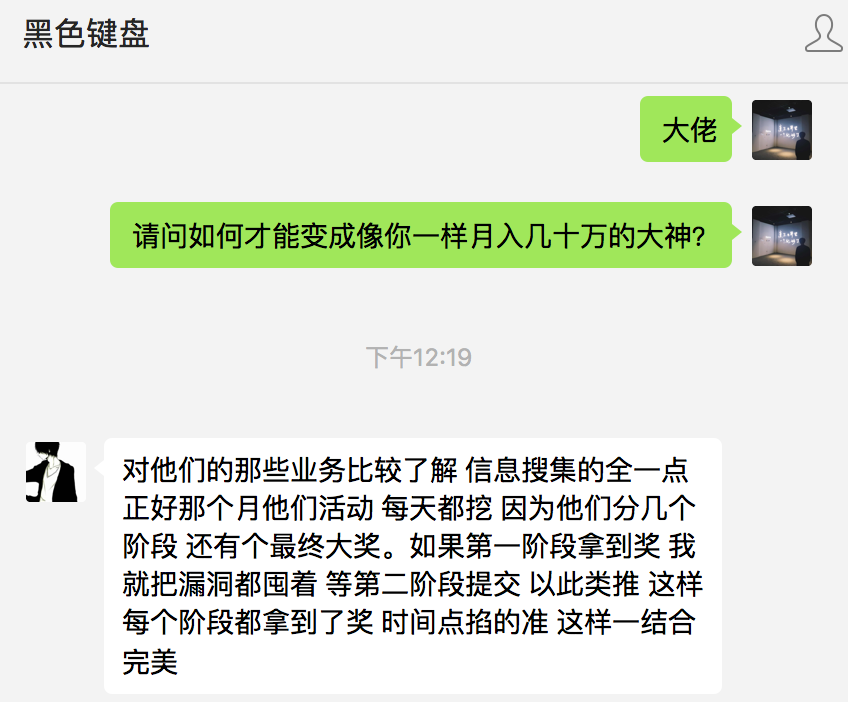 黑色键盘
大佬
请问如何才能变成像你一样月入几十万的大神?
下午12:19
对他们的那些业务比较了解 信息搜集的全一点
正好那个月他们活动 每天都挖 因为他们分几个
阶段 还有个最终大奖。如果第一阶段拿到奖 我
就把漏洞都囤着 等第二阶段提交 以此类推 这样
每个阶段都拿到了奖 时间点掐的准 这样一结合
完美